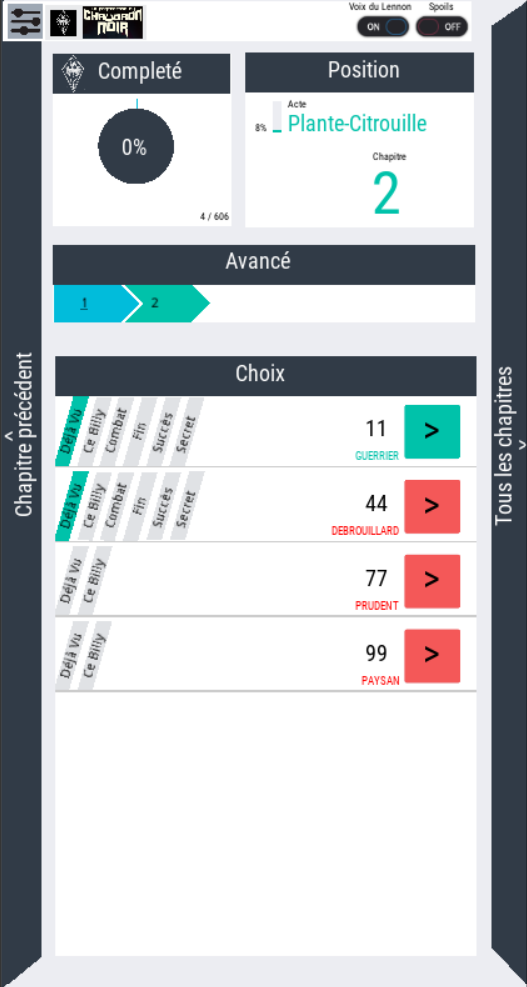 CHAUDRON
NOIR
Voix du Lennon
Spoils
ON
OFF
Completé
0%
4 / 606
Position
Acte
8%
Plante-Citrouille
Chapitre
2
Avancé
1
2
Chapitre précédent
<
Tous les chapitres
>
Choix
Déjà Vu
Ce Billy
Combat
Fin
Succès
Secret
11
GUERRIER
>
Déjà Vu
Ce Billy
Combat
Fin
Succès
Secret
44
DEBROUILLARD
>
Déjà Vu
Ce Billy
77
PRUDENT
>
Déjà Vu
Ce Billy
99
PAYSAN
>